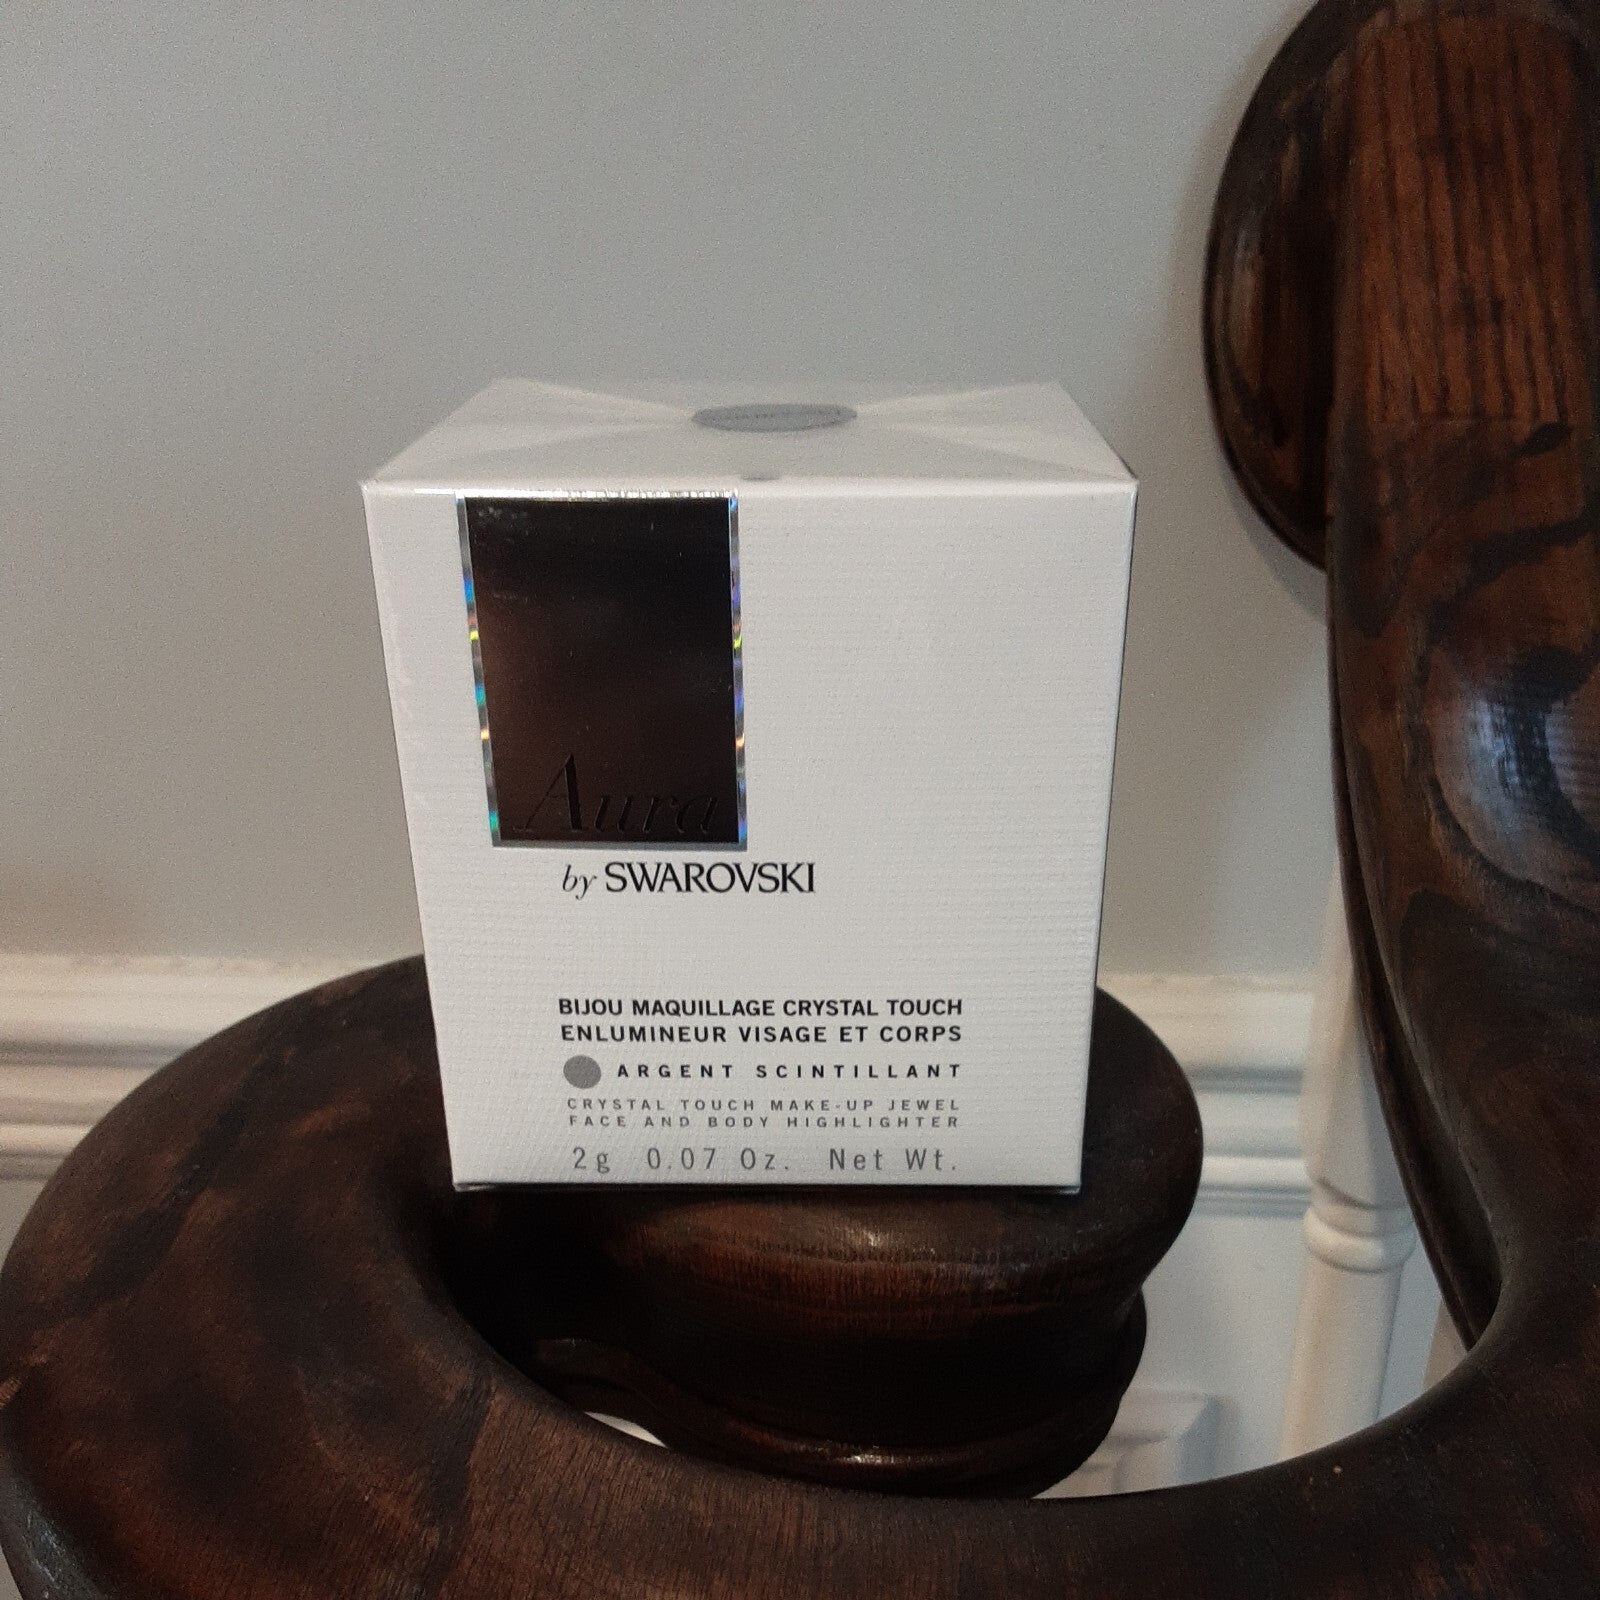 Aura
by SWAROVSKI
BIJOU MAQUILLAGE CRYSTAL TOUCH
ENLUMINEUR VISAGE ET CORPS
ARGENT SCINTILLANT
CRYSTAL TOUCH MAKE-UP JEWEL
FACE AND BODY HIGHLIGHTER
2g 0.07 Oz. Net Wt.